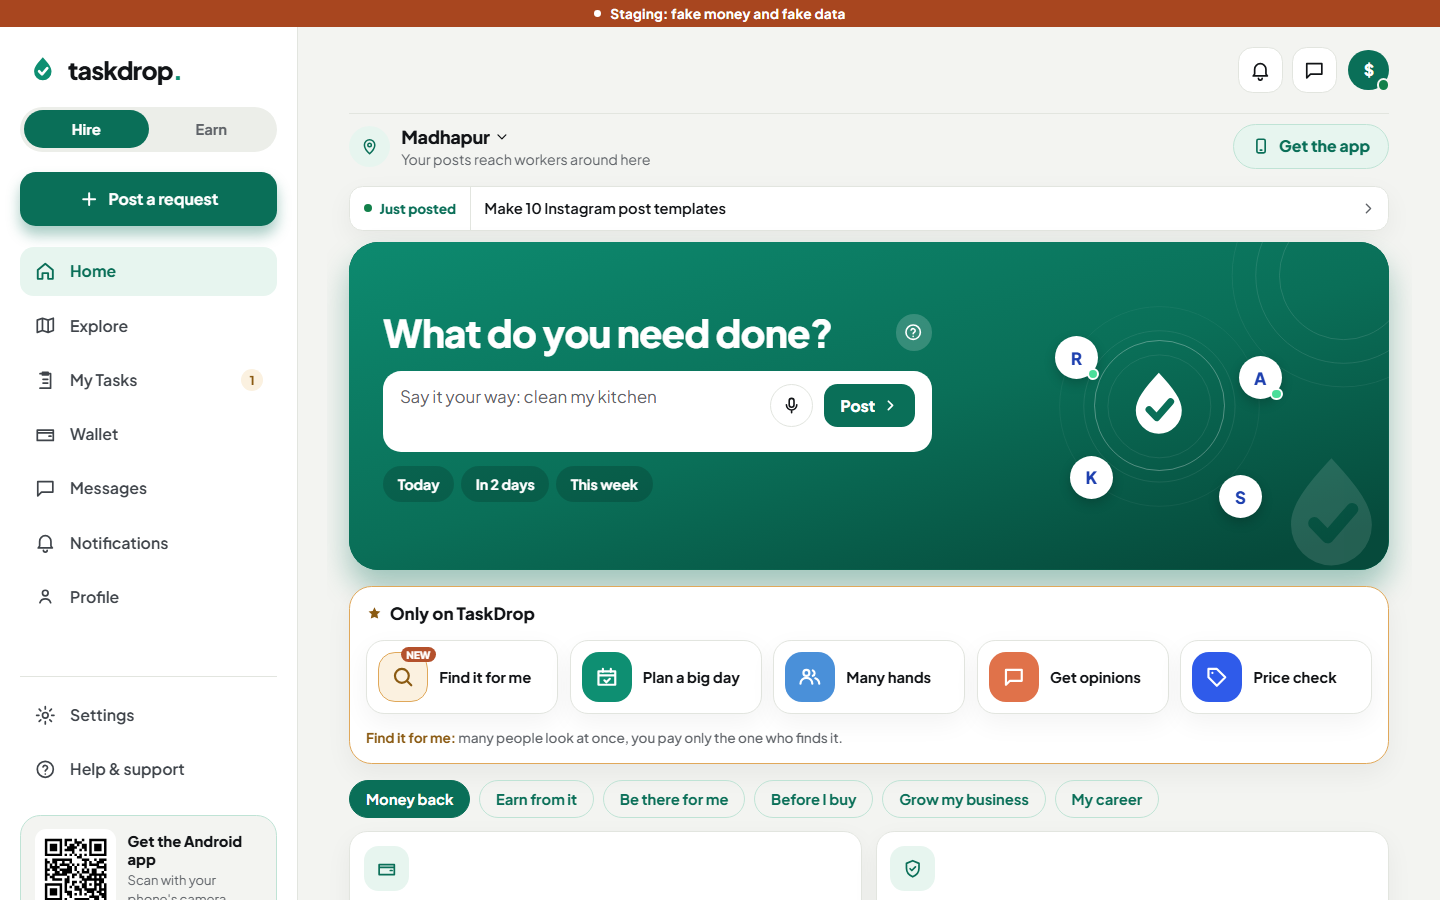 Staging: fake money and fake data
taskdrop.
Hire
Earn
Post a request
Home
Explore
My Tasks
1
Wallet
Messages
Notifications
Profile
Settings
Help & support
Get the Android
app
Scan with your
phone's camera
$
Madhapur
Your posts reach workers around here
Get the app
Just posted
Make 10 Instagram post templates
What do you need done?
Say it your way: clean my kitchen
Post
Today
In 2 days
This week
R
A
K
S
Only on TaskDrop
NEW
Find it for me
Plan a big day
Many hands
Get opinions
Price check
Find it for me: many people look at once, you pay only the one who finds it.
Money back
Earn from it
Be there for me
Before I buy
Grow my business
My career